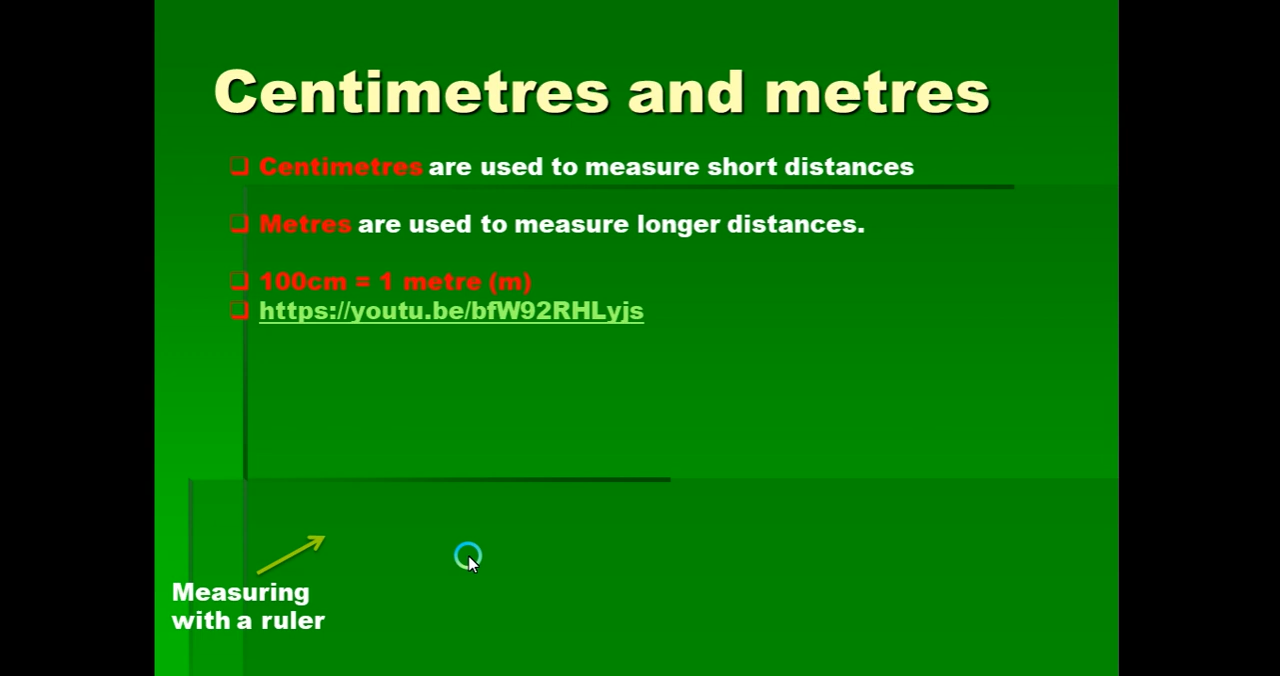 Centimetres and metres
Centimetres are used to measure short distances
Metres are used to measure longer distances.
100cm = 1 metre (m)
https://youtu.be/bfW92RHLyjs
Measuring
with a ruler